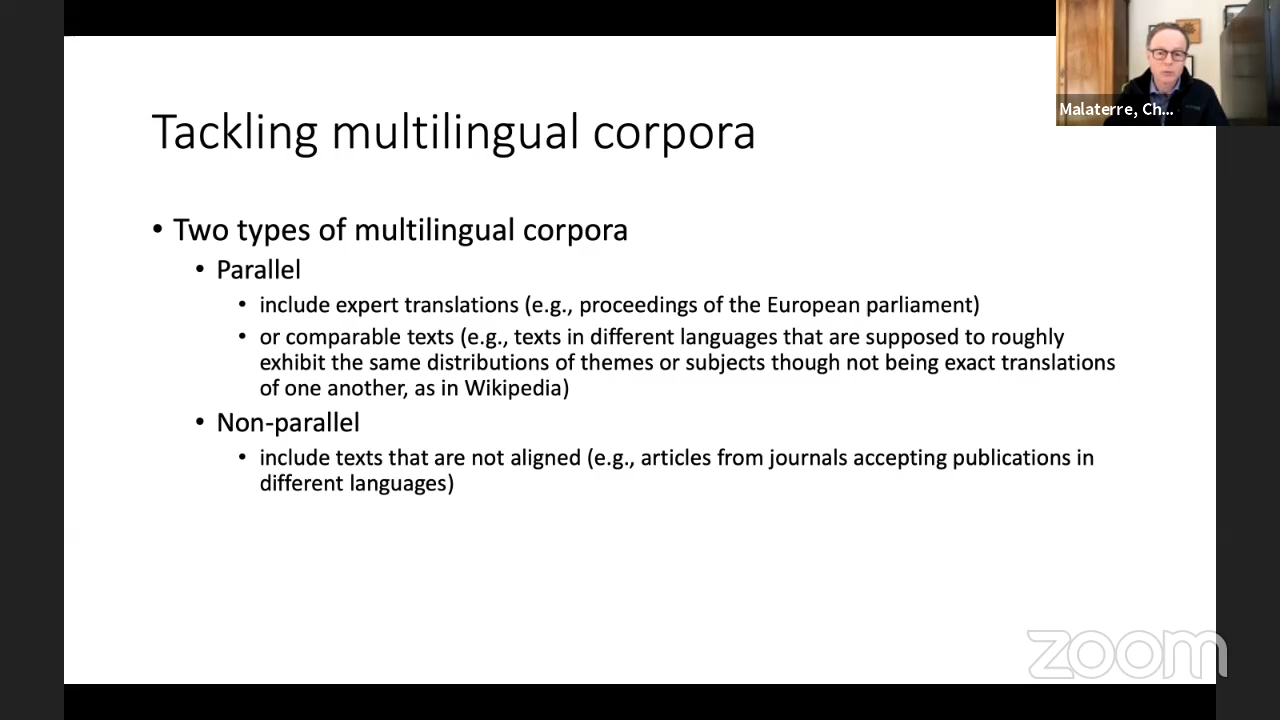 Malaterre, Ch...
Tackling multilingual corpora
• Two types of multilingual corpora
• Parallel
• include expert translations (e.g., proceedings of the European parliament)
• or comparable texts (e.g., texts in different languages that are supposed to roughly
exhibit the same distributions of themes or subjects though not being exact translations
of one another, as in Wikipedia)
• Non-parallel
• include texts that are not aligned (e.g., articles from journals accepting publications in
different languages)
zoom